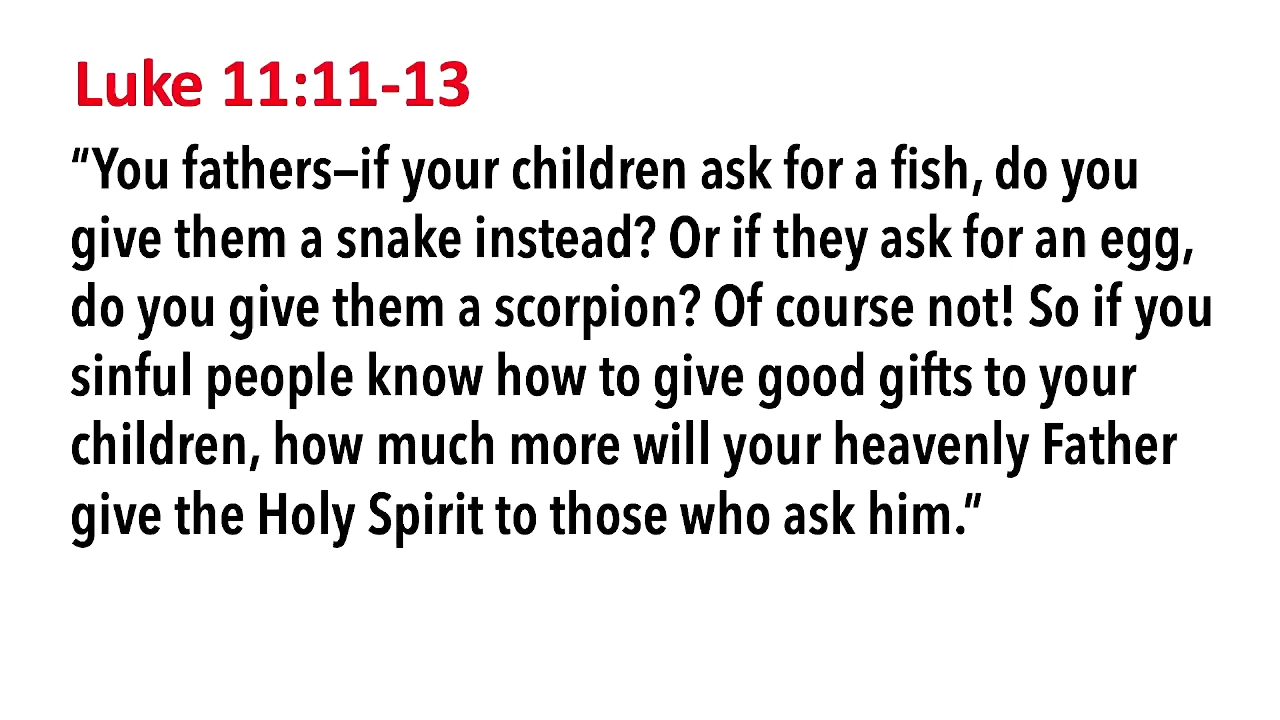 Luke 11:11-13
“You fathers–if your children ask for a fish, do you
give them a snake instead? Or if they ask for an egg,
do you give them a scorpion? Of course not! So if you
sinful people know how to give good gifts to your
children, how much more will your heavenly Father
give the Holy Spirit to those who ask him.”